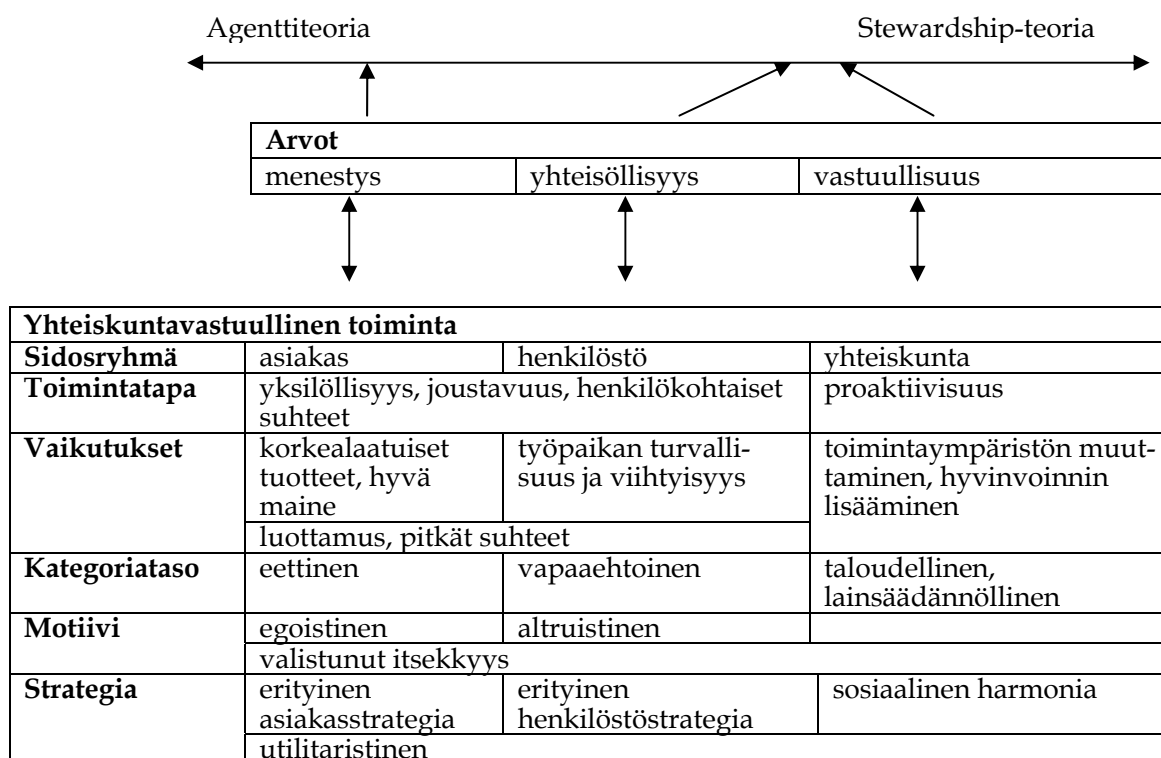 Agenttiteoria Stewardship-teoria
Arvot
menestys yhteisöllisyys vastuullisuus
Yhteiskuntavastuullinen toiminta
Sidosryhmä asiakas henkilöstö yhteiskunta
Toimintatapa yksilöllisyys, joustavuus, henkilökohtaiset proaktiivisuus
suhteet
Vaikutukset korkealaatuiset työpaikan turvalli- toimintaympäristön muut-
tuotteet, hyvä suus ja viihtyisyys taminen, hyvinvoinnin
maine lisääminen
luottamus, pitkät suhteet
Kategoriataso eettinen vapaaehtoinen taloudellinen,
lainsäädännöllinen
Motiivi egoistinen altruistinen
valistunut itsekkyys
Strategia erityinen erityinen sosiaalinen harmonia
asiakasstrategia henkilöstöstrategia
utilitaristinen